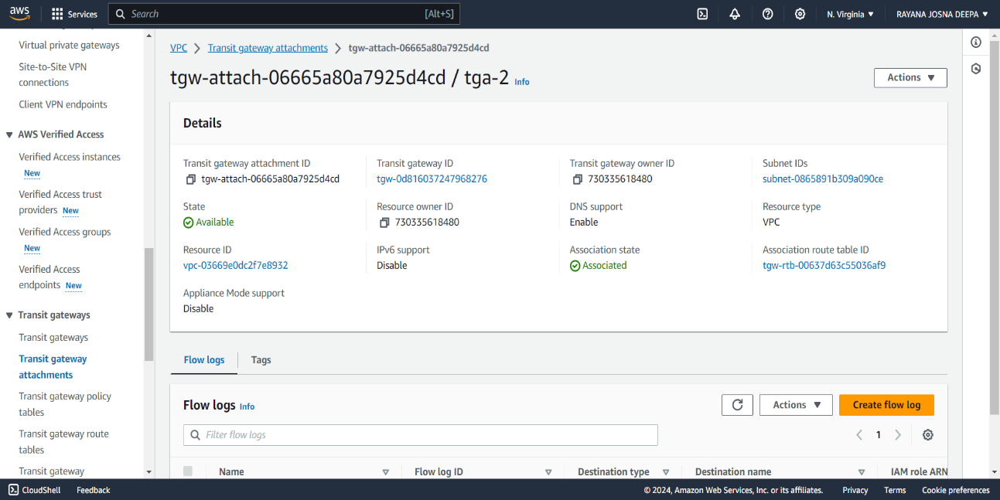 aws
Services
Search [Alt+S]
N. Virginia ▼
RAYANA JOSNA DEEPA ▼
Virtual private gateways
Site-to-Site VPN
connections
Client VPN endpoints
▼ AWS Verified Access
Verified Access instances
New
Verified Access trust
providers New
Verified Access groups
New
Verified Access
endpoints New
▼ Transit gateways
Transit gateways
Transit gateway
attachments
Transit gateway policy
tables
Transit gateway route
tables
Transit gateway
VPC > Transit gateway attachments > tgw-attach-06665a80a7925d4cd
tgw-attach-06665a80a7925d4cd / tga-2 Info
Actions ▼
Details
Transit gateway attachment ID
tgw-attach-06665a80a7925d4cd
Transit gateway ID
tgw-0d816037247968276
Transit gateway owner ID
730335618480
Subnet IDs
subnet-0865891b309a090ce
State
Available
Resource owner ID
730335618480
DNS support
Enable
Resource type
VPC
Resource ID
vpc-03669e0dc2f7e8932
IPv6 support
Disable
Association state
Associated
Association route table ID
tgw-rtb-00637d63c55036af9
Appliance Mode support
Disable
Flow logs
Tags
Flow logs Info
Actions ▼
Create flow log
Filter flow logs
1
Name
Flow log ID
Destination type
Destination name
IAM role ARN
CloudShell
Feedback
© 2024, Amazon Web Services, Inc. or its affiliates.
Privacy
Terms
Cookie preferences